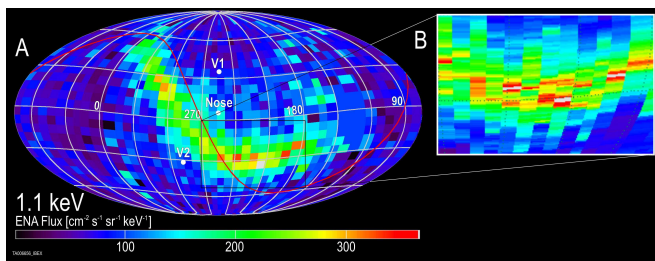 A
B
V1
Nose
0
270
180
90
V2
1.1 keV
ENA Flux [cm⁻² s⁻¹ sr⁻¹ keV⁻¹]
100
200
300
TA006656_IBEX